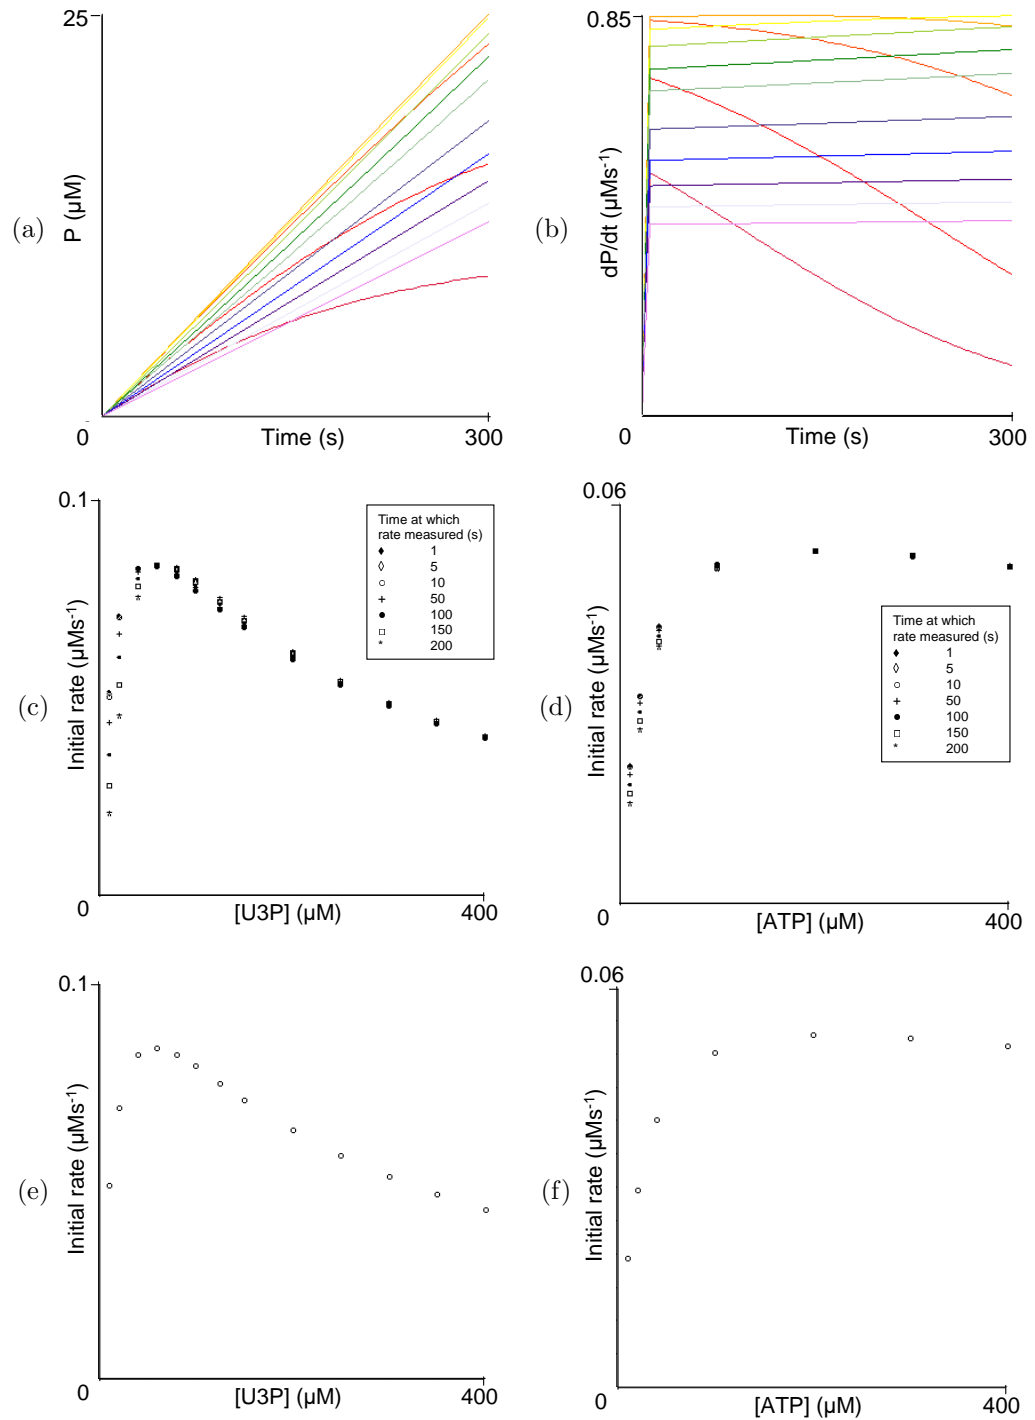 (a)
25
P (µM)
0
Time (s)
300
(b)
0.85
dP/dt (µMs-1)
0
Time (s)
300
(c)
0.1
Initial rate (µMs-1)
0
[U3P] (µM)
400
Time at which
rate measured (s)
1
5
10
50
100
150
200
(d)
0.06
Initial rate (µMs-1)
0
[ATP] (µM)
400
Time at which
rate measured (s)
1
5
10
50
100
150
200
(e)
0.1
Initial rate (µMs-1)
0
[U3P] (µM)
400
(f)
0.06
Initial rate (µMs-1)
0
[ATP] (µM)
400